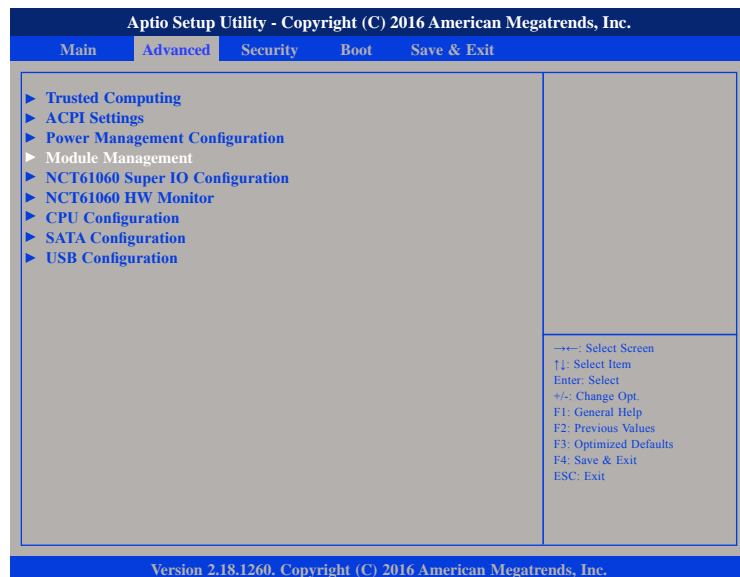 Aptio Setup Utility - Copyright (C) 2016 American Megatrends, Inc.
Main Advanced Security Boot Save & Exit
► Trusted Computing
► ACPI Settings
► Power Management Configuration
► Module Management
► NCT61060 Super IO Configuration
► NCT61060 HW Monitor
► CPU Configuration
► SATA Configuration
► USB Configuration
→←: Select Screen
↑↓: Select Item
Enter: Select
+/-: Change Opt.
F1: General Help
F2: Previous Values
F3: Optimized Defaults
F4: Save & Exit
ESC: Exit
Version 2.18.1260. Copyright (C) 2016 American Megatrends, Inc.